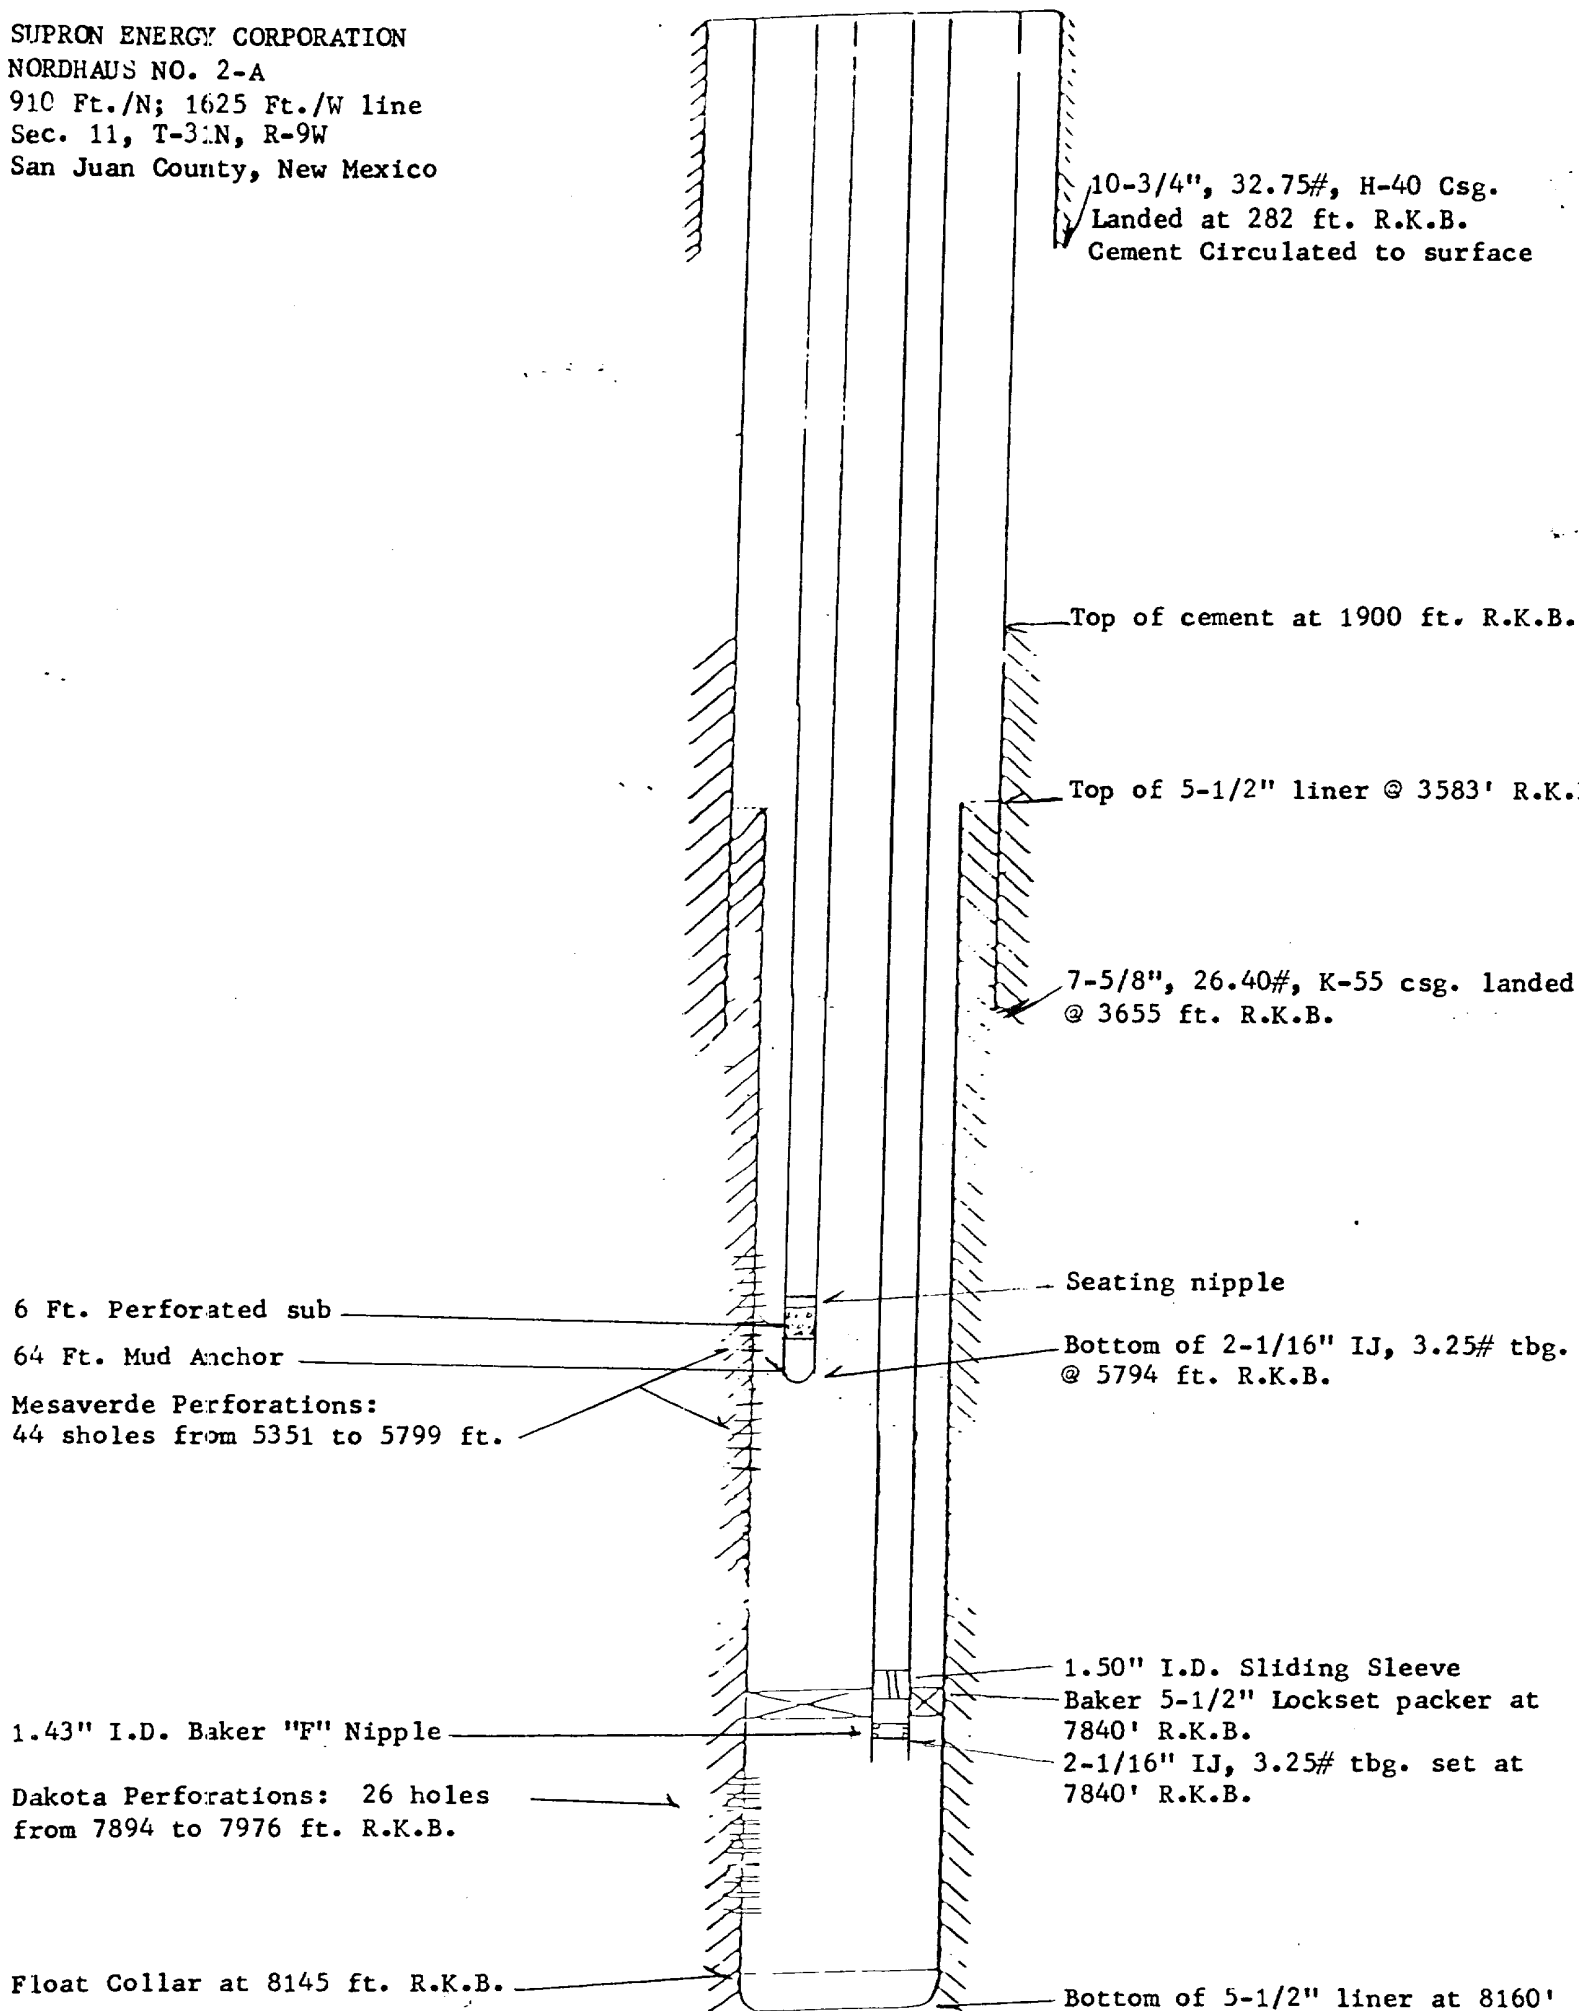 SUPRON ENERGY CORPORATION
NORDHAUS NO. 2-A
910 Ft./N; 1625 Ft./W line
Sec. 11, T-31N, R-9W
San Juan County, New Mexico
10-3/4", 32.75#, H-40 Csg.
Landed at 282 ft. R.K.B.
Cement Circulated to surface
Top of cement at 1900 ft. R.K.B.
Top of 5-1/2" liner @ 3583' R.K.
7-5/8", 26.40#, K-55 csg. landed
@ 3655 ft. R.K.B.
Seating nipple
6 Ft. Perforated sub
64 Ft. Mud Anchor
Bottom of 2-1/16" IJ, 3.25# tbg.
@ 5794 ft. R.K.B.
Mesaverde Perforations:
44 sholes from 5351 to 5799 ft.
1.50" I.D. Sliding Sleeve
Baker 5-1/2" Lockset packer at
7840' R.K.B.
1.43" I.D. Baker "F" Nipple
2-1/16" IJ, 3.25# tbg. set at
7840' R.K.B.
Dakota Perforations: 26 holes
from 7894 to 7976 ft. R.K.B.
Float Collar at 8145 ft. R.K.B.
Bottom of 5-1/2" liner at 8160'